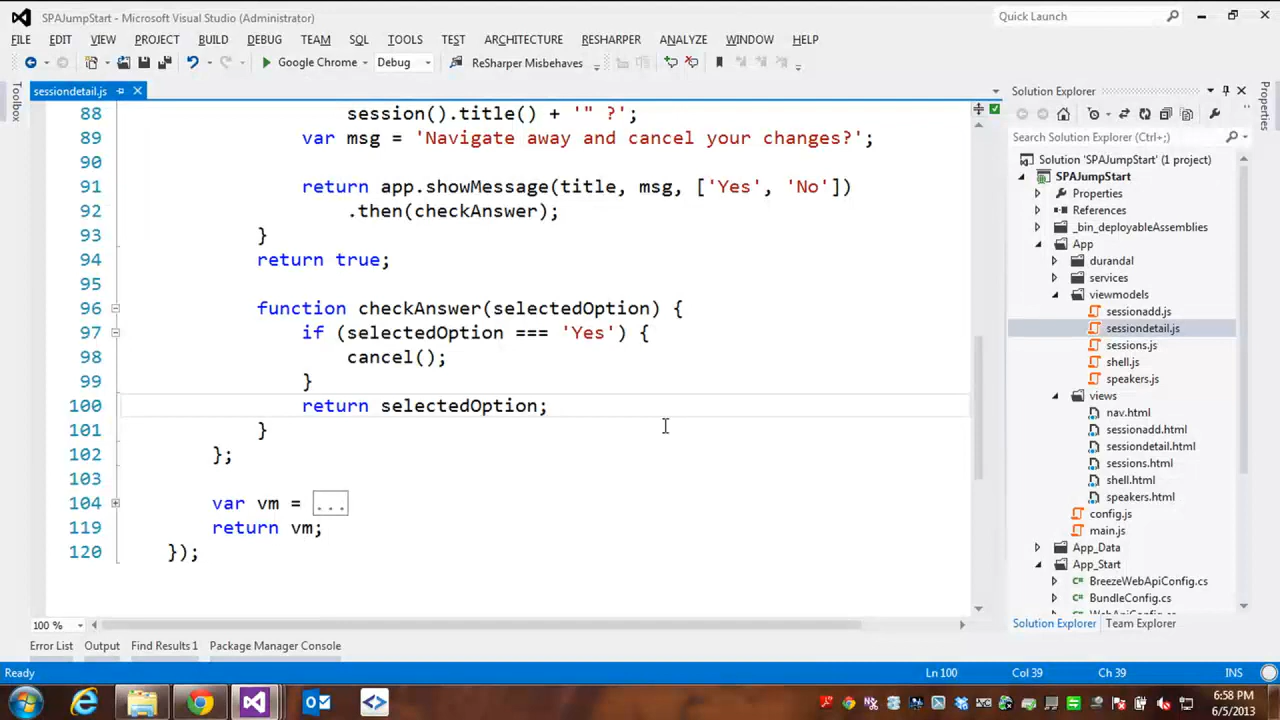 SPAJumpStart - Microsoft Visual Studio (Administrator)
Quick Launch
FILE EDIT VIEW PROJECT BUILD DEBUG TEAM SQL TOOLS TEST ARCHITECTURE RESHARPER ANALYZE WINDOW HELP
Google Chrome Debug ReSharper Misbehaves
Toolbox
sessiondetail.js
88 session().title() + '" ?';
89 var msg = 'Navigate away and cancel your changes?';
90
91 return app.showMessage(title, msg, ['Yes', 'No'])
92 .then(checkAnswer);
93 }
94 return true;
95
96 function checkAnswer(selectedOption) {
97 if (selectedOption === 'Yes') {
98 cancel();
99 }
100 return selectedOption;
101 }
102 };
103
104 var vm = ...
119 return vm;
120 });
100 %
Error List Output Find Results 1 Package Manager Console
Solution Explorer
Search Solution Explorer (Ctrl+;)
Solution 'SPAJumpStart' (1 project)
SPAJumpStart
Properties
References
_bin_deployableAssemblies
App
durandal
services
viewmodels
sessionadd.js
sessiondetail.js
sessions.js
shell.js
speakers.js
views
nav.html
sessionadd.html
sessiondetail.html
sessions.html
shell.html
speakers.html
config.js
main.js
App_Data
App_Start
BreezeWebApiConfig.cs
BundleConfig.cs
Solution Explorer Team Explorer
Properties
Ready Ln 100 Col 39 Ch 39 INS
6:58 PM
6/5/2013